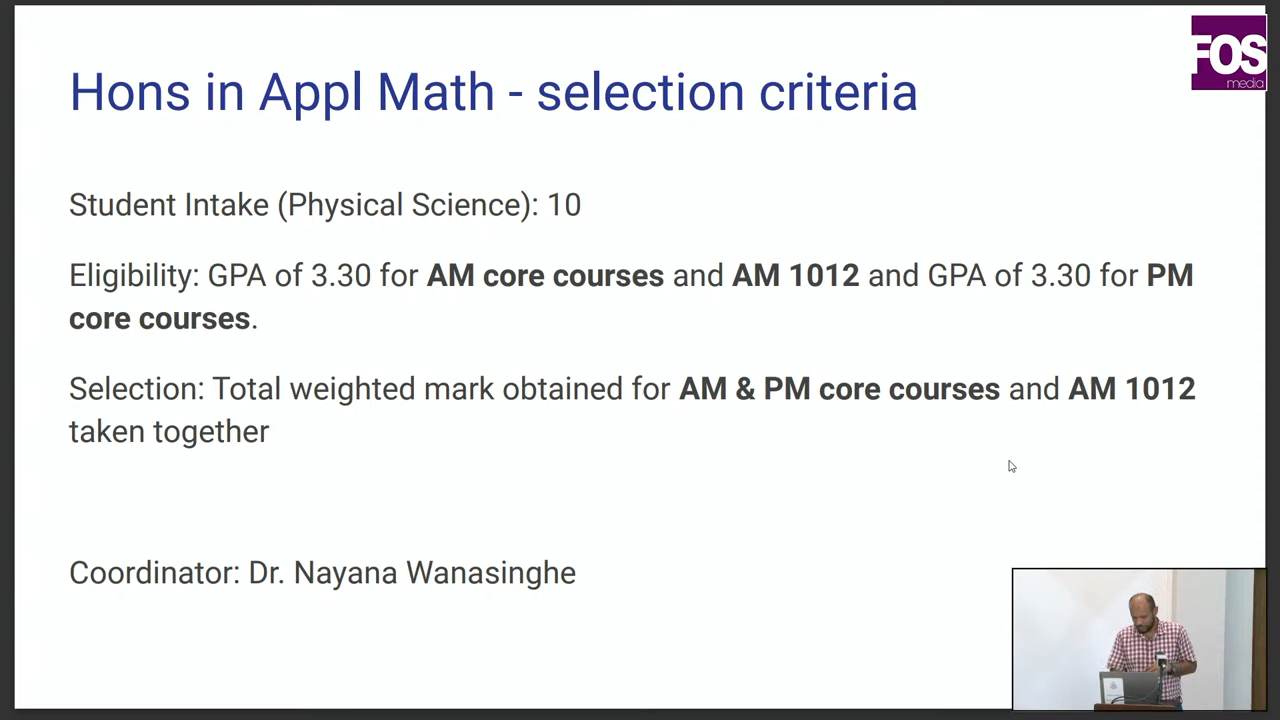 FOS
media
Hons in Appl Math - selection criteria
Student Intake (Physical Science): 10
Eligibility: GPA of 3.30 for AM core courses and AM 1012 and GPA of 3.30 for PM
core courses.
Selection: Total weighted mark obtained for AM & PM core courses and AM 1012
taken together
Coordinator: Dr. Nayana Wanasinghe